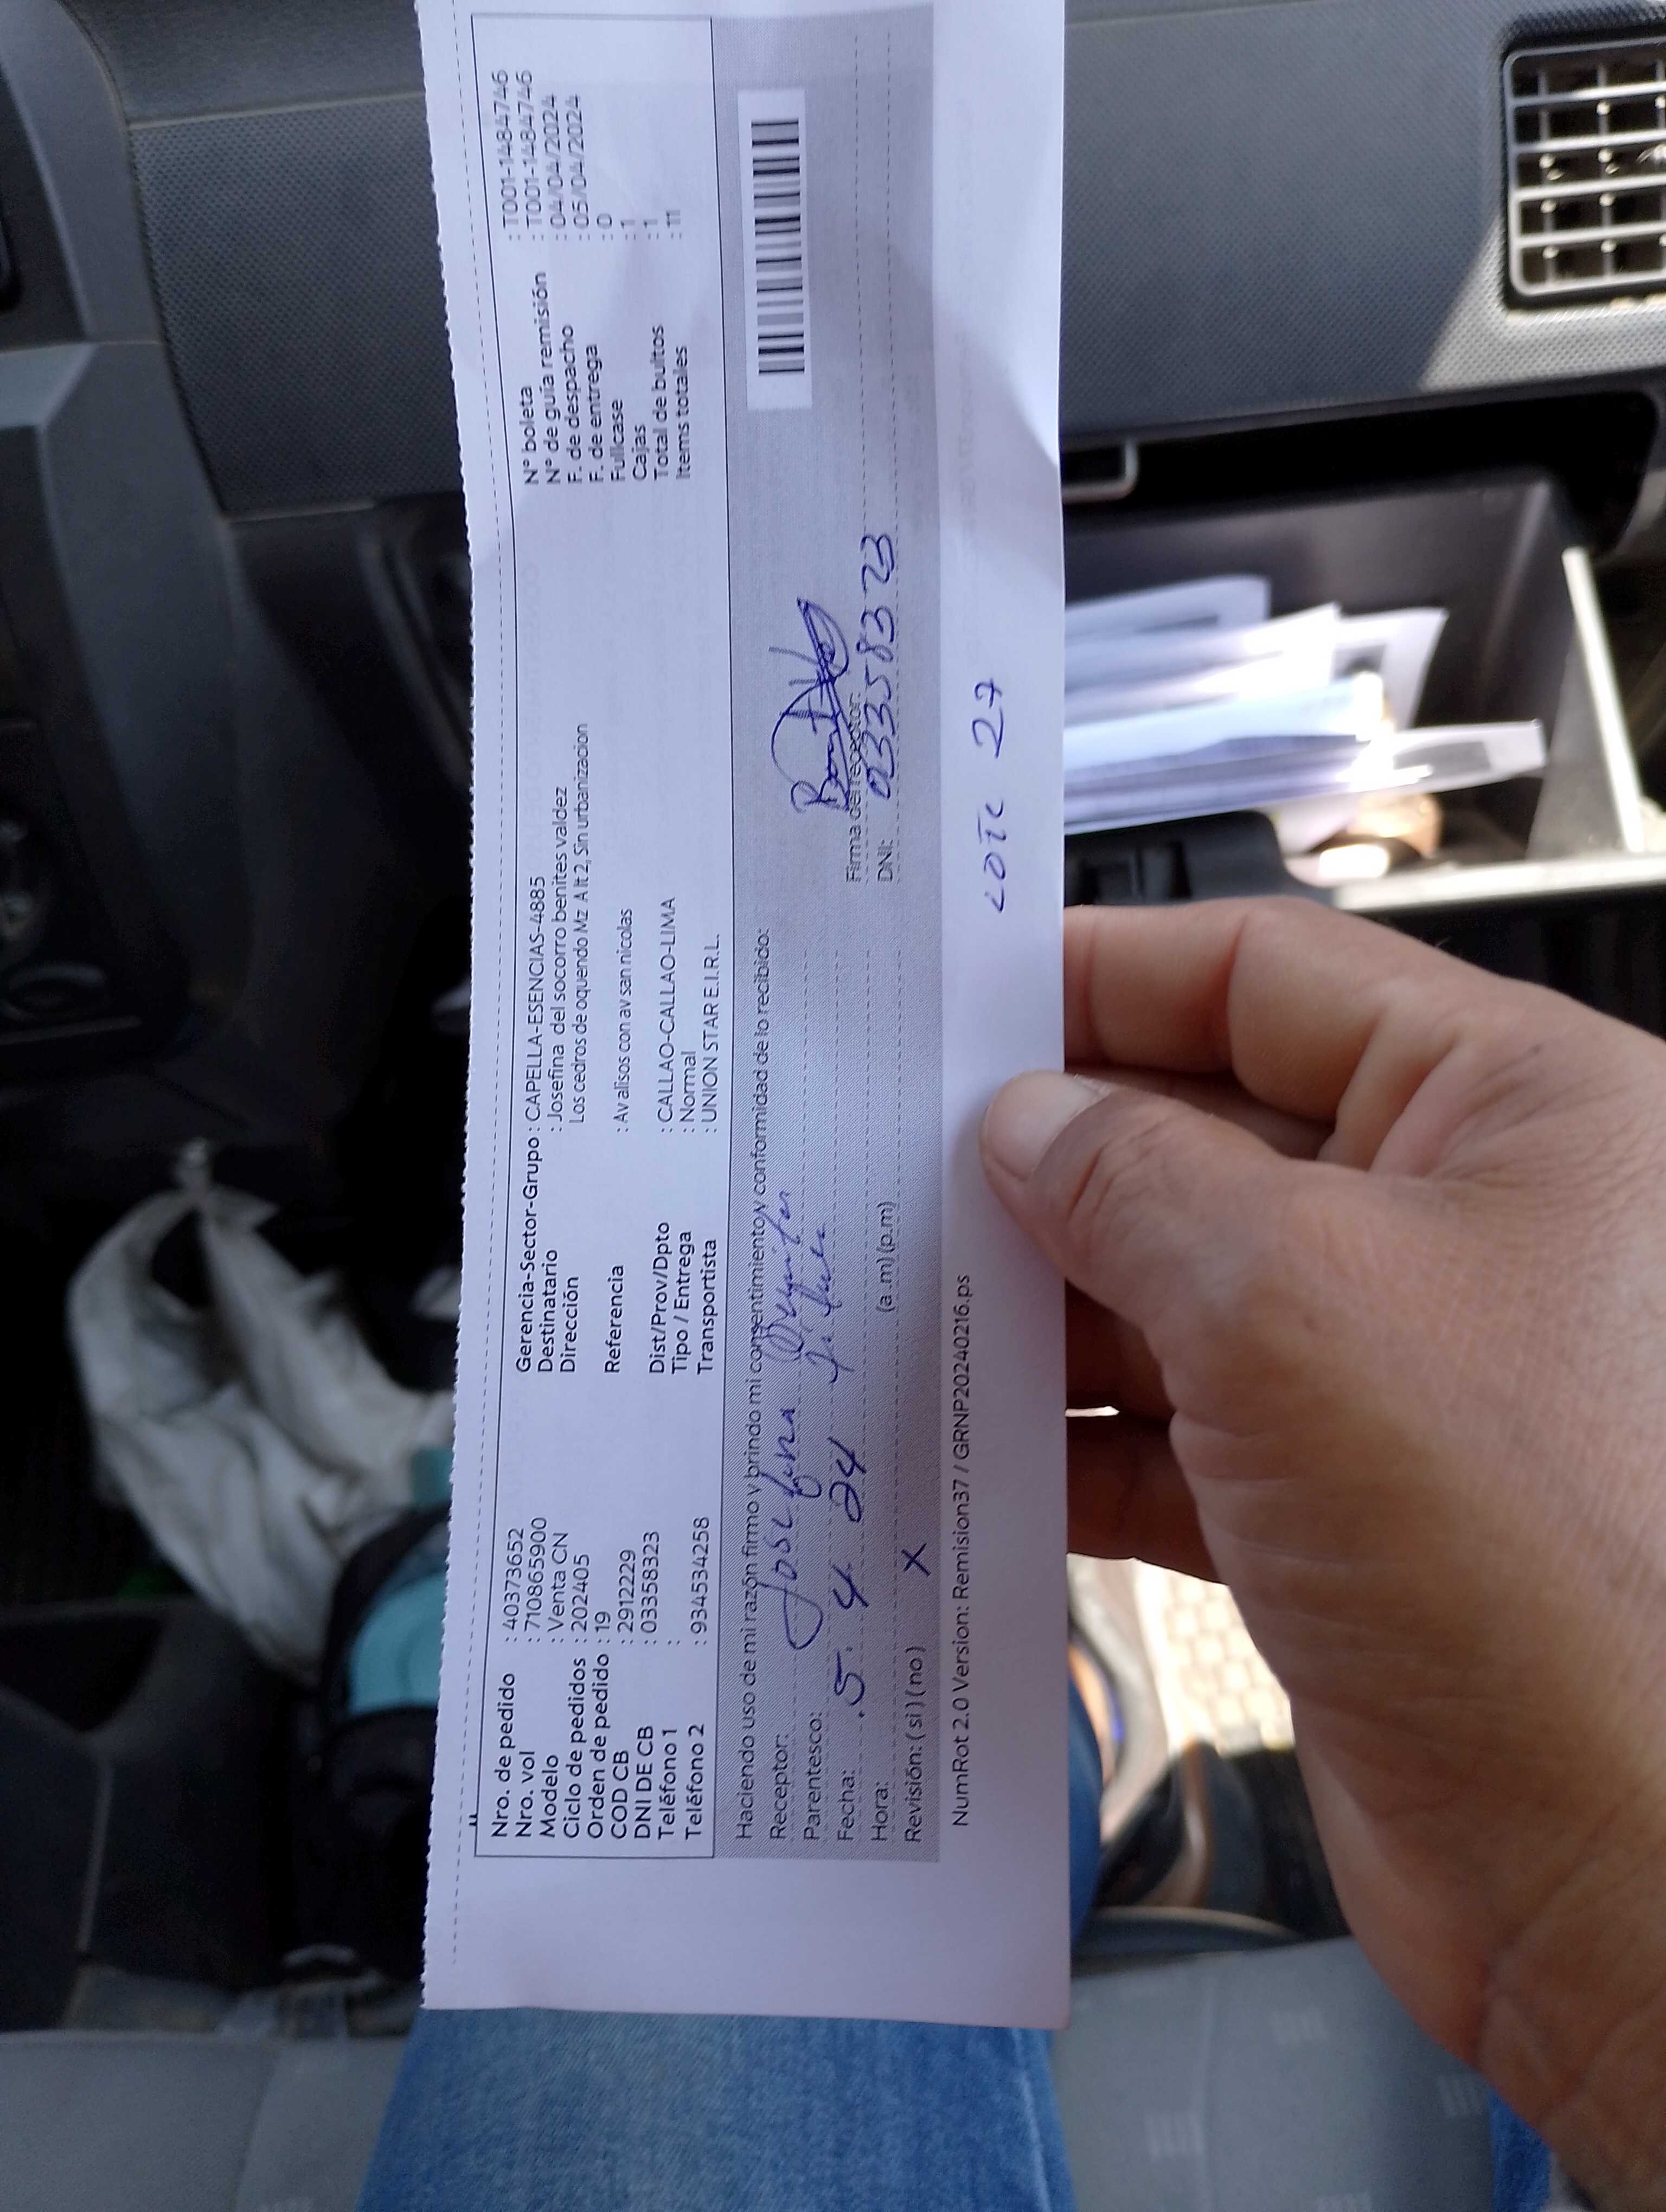 Nro. de pedido : 40373652
Nro. vol : 710865900
Modelo : Venta CN
Ciclo de pedidos : 202405
Orden de pedido : 19
COD CB : 2912229
DNI DE CB : 03358323
Teléfono 1 :
Teléfono 2 : 934534258
Gerencia-Sector-Grupo : CAPELLA-ESENCIAS-4885
Destinatario : Josefina del socorro benites valdez
Dirección Los cedros de oquendo Mz A lt 2, Sin urbanizacion
Referencia : Av alisos con av san nicolas
Dist/Prov/Dpto : CALLAO-CALLAO-LIMA
Tipo / Entrega : Normal
Transportista : UNION STAR E.I.R.L.
N° boleta : T001-1484746
N° de guía remisión : T001-1484746
F. de despacho : 04/04/2024
F. de entrega : 05/04/2024
Fullcase : 0
Cajas : 1
Total de bultos : 1
Items totales : 11
Haciendo uso de mi razón firmo y brindo mi consentimiento y conformidad de lo recibido:
Receptor: Josefina
Parentesco:
Fecha: 5. 4. 24
Hora: (a.m) (p.m)
Revisión: ( si ) ( no ) X
Firma del receptor:
DNI: 03358323
NumRot 2.0 Version: Remision37 / GRNP20240216.ps
LOTE 27